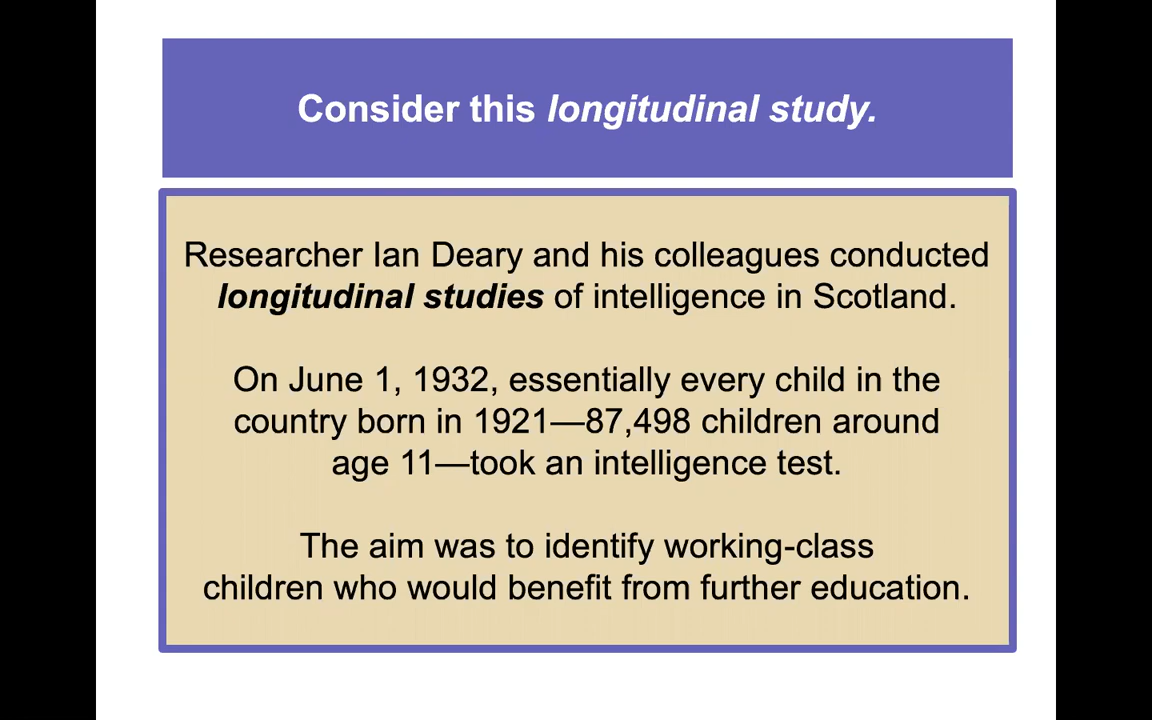 Consider this longitudinal study.
Researcher Ian Deary and his colleagues conducted
longitudinal studies of intelligence in Scotland.
On June 1, 1932, essentially every child in the
country born in 1921—87,498 children around
age 11—took an intelligence test.
The aim was to identify working-class
children who would benefit from further education.